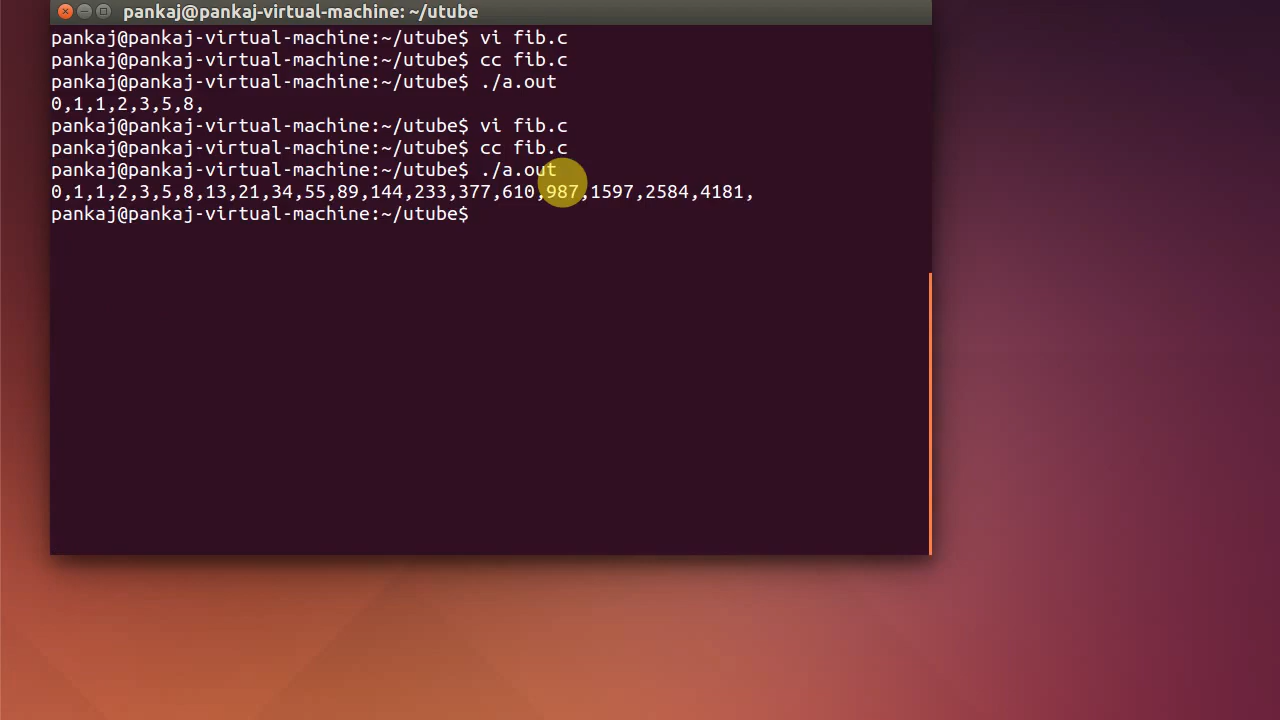 pankaj@pankaj-virtual-machine: ~/utube
pankaj@pankaj-virtual-machine:~/utube$ vi fib.c
pankaj@pankaj-virtual-machine:~/utube$ cc fib.c
pankaj@pankaj-virtual-machine:~/utube$ ./a.out
0,1,1,2,3,5,8,
pankaj@pankaj-virtual-machine:~/utube$ vi fib.c
pankaj@pankaj-virtual-machine:~/utube$ cc fib.c
pankaj@pankaj-virtual-machine:~/utube$ ./a.out
0,1,1,2,3,5,8,13,21,34,55,89,144,233,377,610,987,1597,2584,4181,
pankaj@pankaj-virtual-machine:~/utube$